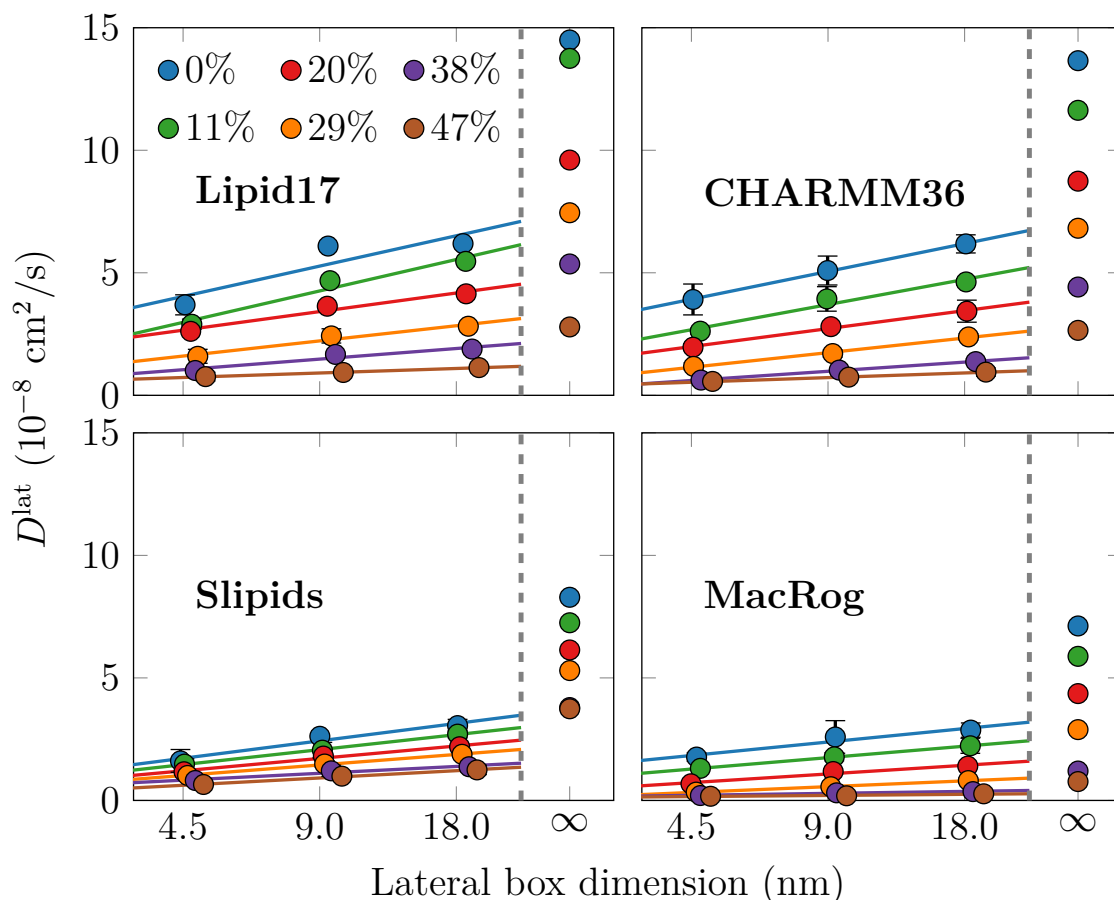 15
10
5
0
0% 20% 38%
11% 29% 47%
Lipid17
CHARMM36
15
10
5
0
Slipids
MacRog
4.5 9.0 18.0 ∞
4.5 9.0 18.0 ∞
D^lat (10^−8 cm^2/s)
Lateral box dimension (nm)